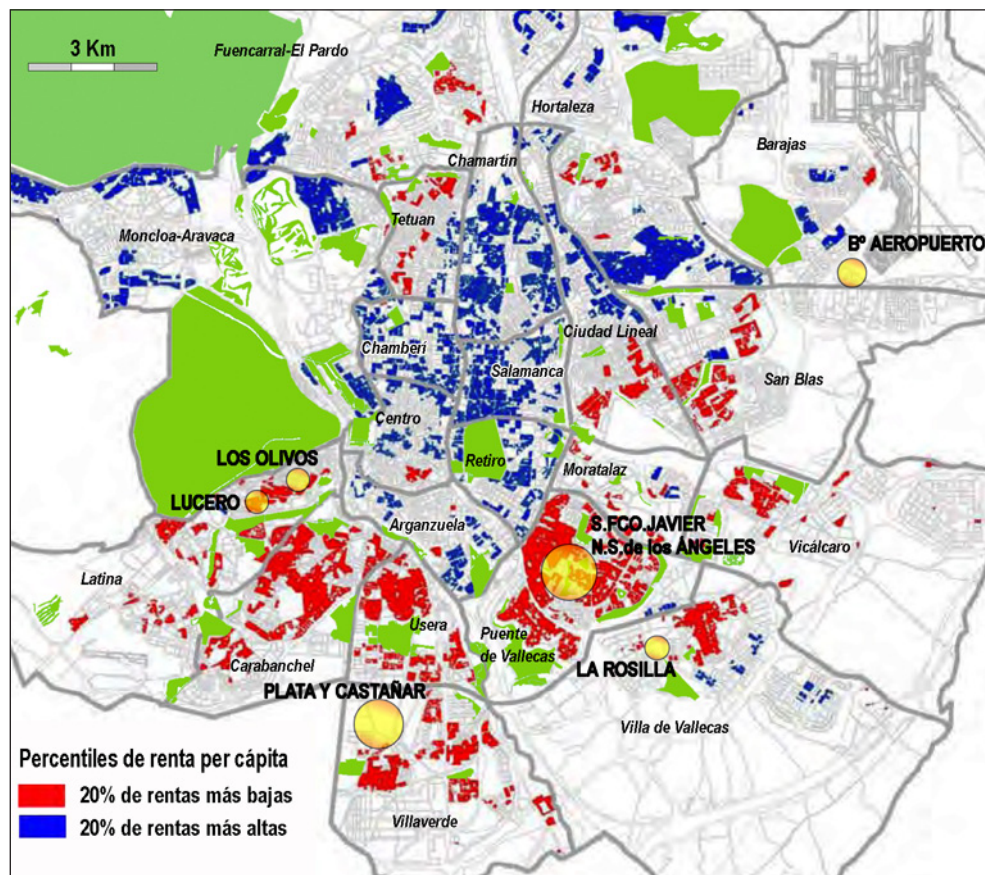 3 Km
Fuencarral-El Pardo
Hortaleza
Barajas
Chamartín
Tetuan
Moncloa-Aravaca
Bº AEROPUERTO
Ciudad Lineal
Chamberí
Salamanca
San Blas
Centro
LOS OLIVOS
Retiro
Moratalaz
LUCERO
Arganzuela
S.FCO.JAVIER
N.S.de los ÁNGELES
Vicálcaro
Latina
Usera
Puente
de Vallecas
Carabanchel
LA ROSILLA
PLATA Y CASTAÑAR
Villa de Vallecas
Percentiles de renta per cápita
20% de rentas más bajas
20% de rentas más altas
Villaverde